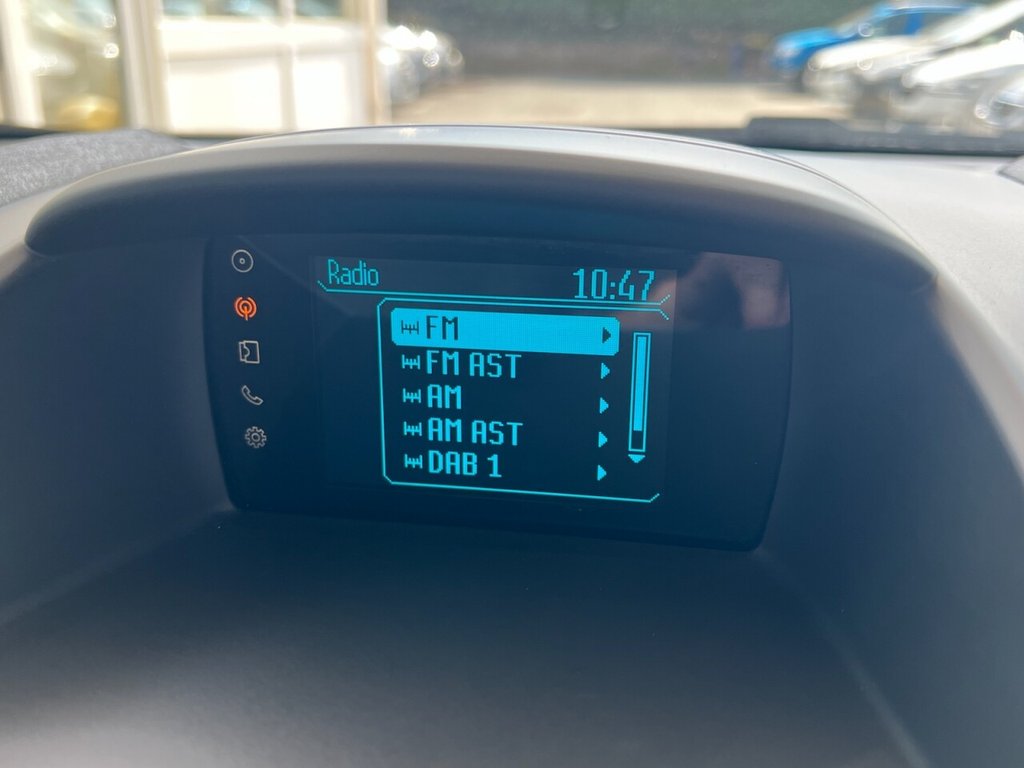 Radio 10:47
FM
FM AST
AM
AM AST
DAB 1